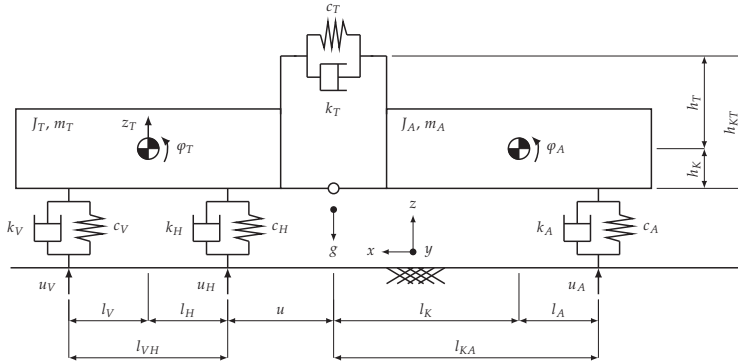 c_T
k_T
h_T
h_KT
J_T, m_T
z_T
φ_T
J_A, m_A
φ_A
h_K
k_V
c_V
k_H
c_H
g
z
x
y
k_A
c_A
u_V
u_H
u_A
l_V
l_H
u
l_K
l_A
l_VH
l_KA